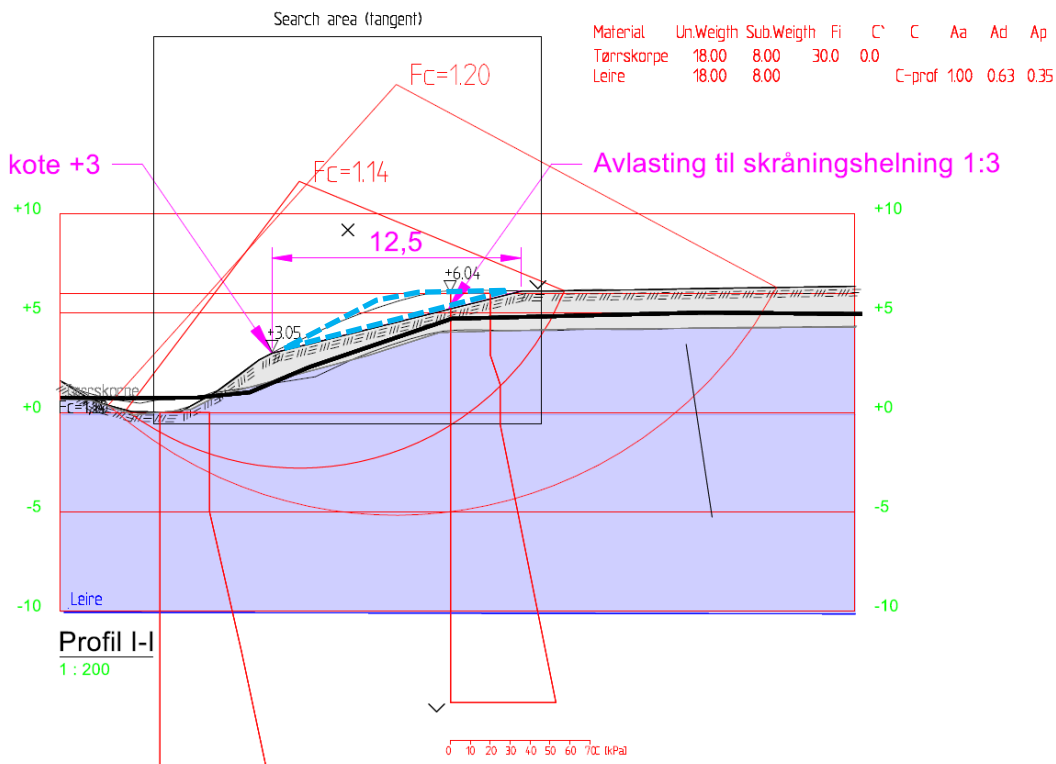 Search area (tangent)
Material Un.Weigth Sub.Weigth Fi C` C Aa Ad Ap
Tørrskorpe 18.00 8.00 30.0 0.0
Leire 18.00 8.00 C-prof 1.00 0.63 0.35
Fc=1.20
kote +3
Fc=1.14
Avlasting til skråningshelning 1:3
+10
+10
12,5
+6.04
+5
+5
+3.05
Tørrskorpe
+0
+0
-5
-5
Leire
-10
-10
Profil I-I
1 : 200
0 10 20 30 40 50 60 70 C [kPa]